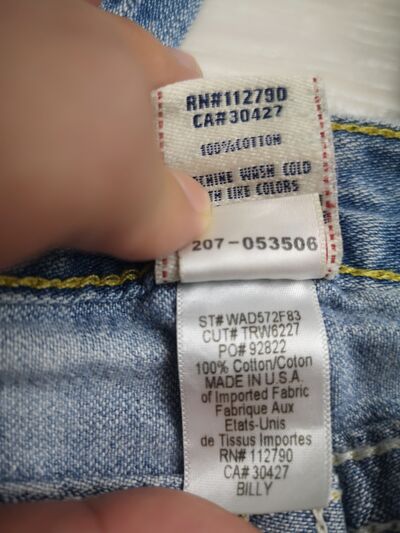 RN#112790
CA#30427
100%COTTON
CHINE WASH COLD
TH LIKE COLORS
207-053506
ST# WAD572F83
CUT# TRW6227
PO# 92822
100% Cotton/Coton
MADE IN U.S.A.
of Imported Fabric
Fabrique Aux
Etats-Unis
de Tissus Importes
RN# 112790
CA# 30427
BILLY